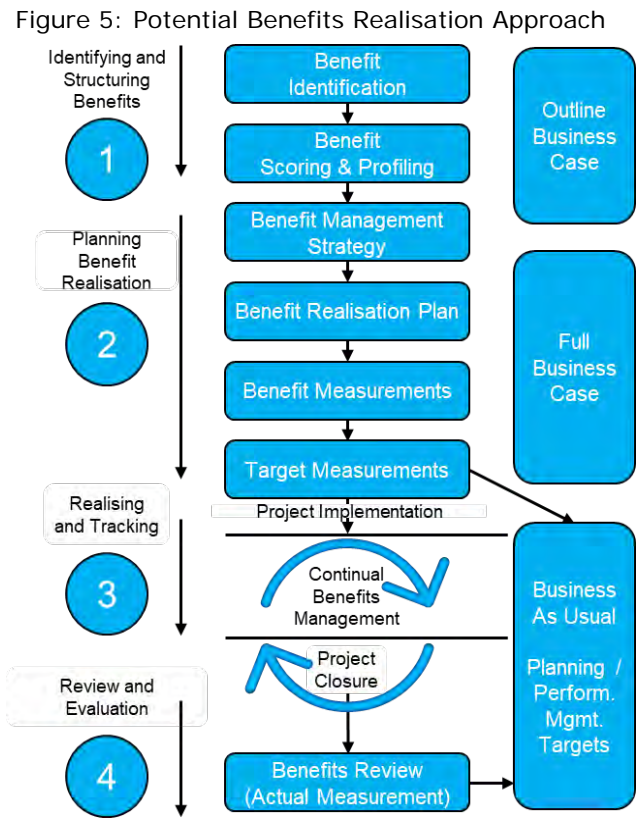 Figure 5: Potential Benefits Realisation Approach
Identifying and
Structuring
Benefits
1
Benefit
Identification
Benefit
Scoring & Profiling
Outline
Business
Case
Planning
Benefit
Realisation
2
Benefit Management
Strategy
Benefit Realisation Plan
Benefit Measurements
Target Measurements
Full
Business
Case
Realising
and Tracking
3
Project Implementation
Continual
Benefits
Management
Project
Closure
Business
As Usual
Planning /
Perform.
Mgmt.
Targets
Review and
Evaluation
4
Benefits Review
(Actual Measurement)